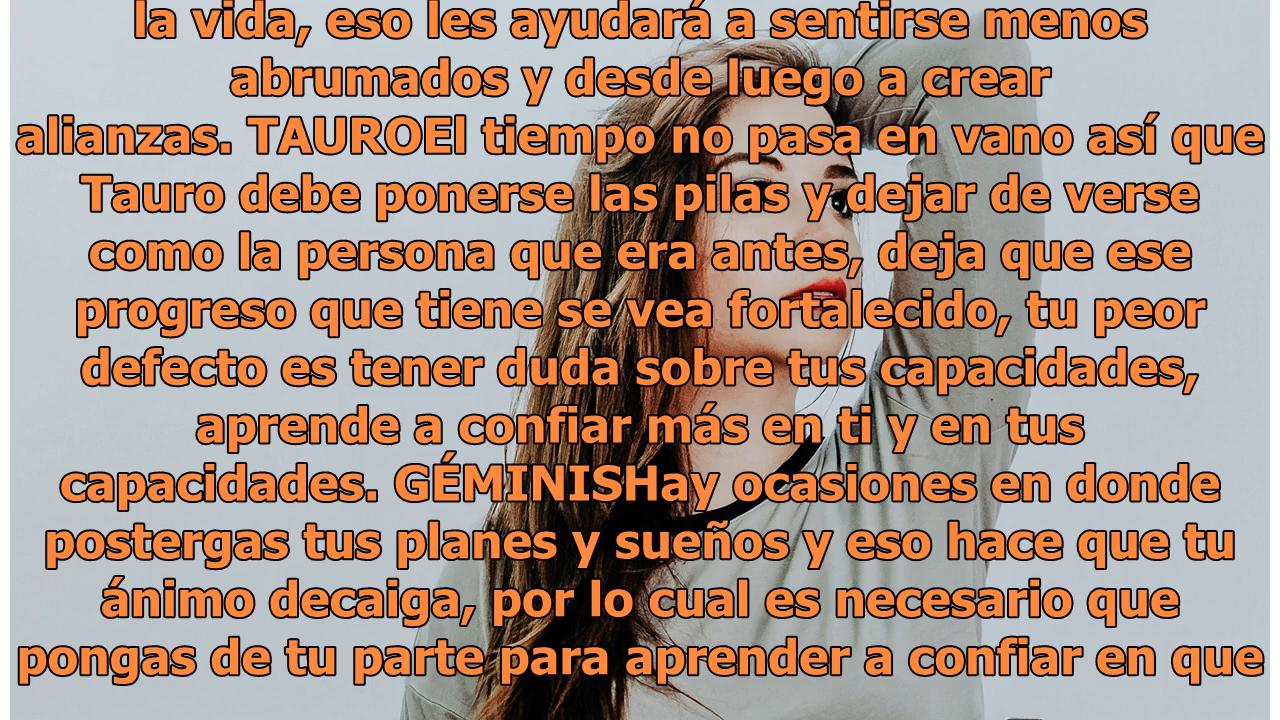 la vida, eso les ayudará a sentirse menos
abrumados y desde luego a crear
alianzas. TAUROEl tiempo no pasa en vano así que
Tauro debe ponerse las pilas y dejar de verse
como la persona que era antes, deja que ese
progreso que tiene se vea fortalecido, tu peor
defecto es tener duda sobre tus capacidades,
aprende a confiar más en ti y en tus
capacidades. GÉMINISHay ocasiones en donde
postergas tus planes y sueños y eso hace que tu
ánimo decaiga, por lo cual es necesario que
pongas de tu parte para aprender a confiar en que